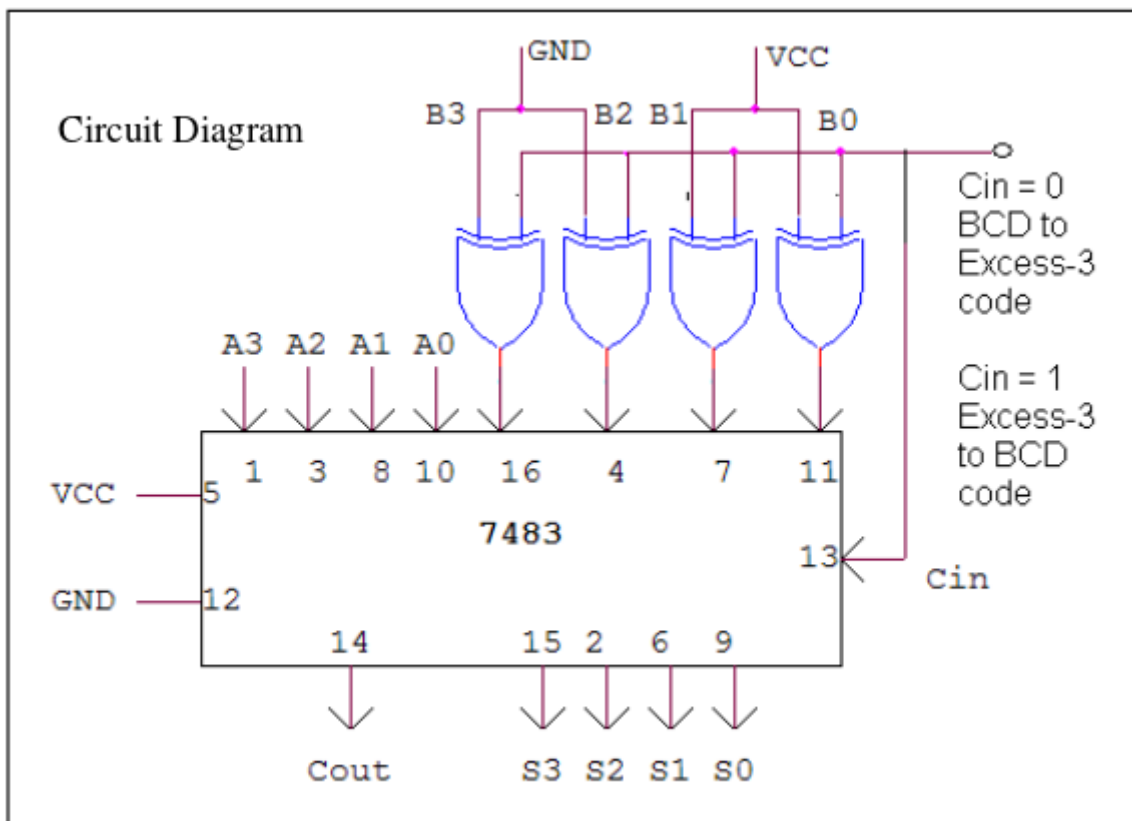 GND VCC
B3 B2 B1 B0
Circuit Diagram
Cin = 0
BCD to
Excess-3
code
A3 A2 A1 A0
Cin = 1
Excess-3
to BCD
code
1 3 8 10 16 4 7 11
VCC 5
7483
13
Cin
GND 12
14 15 2 6 9
Cout S3 S2 S1 S0